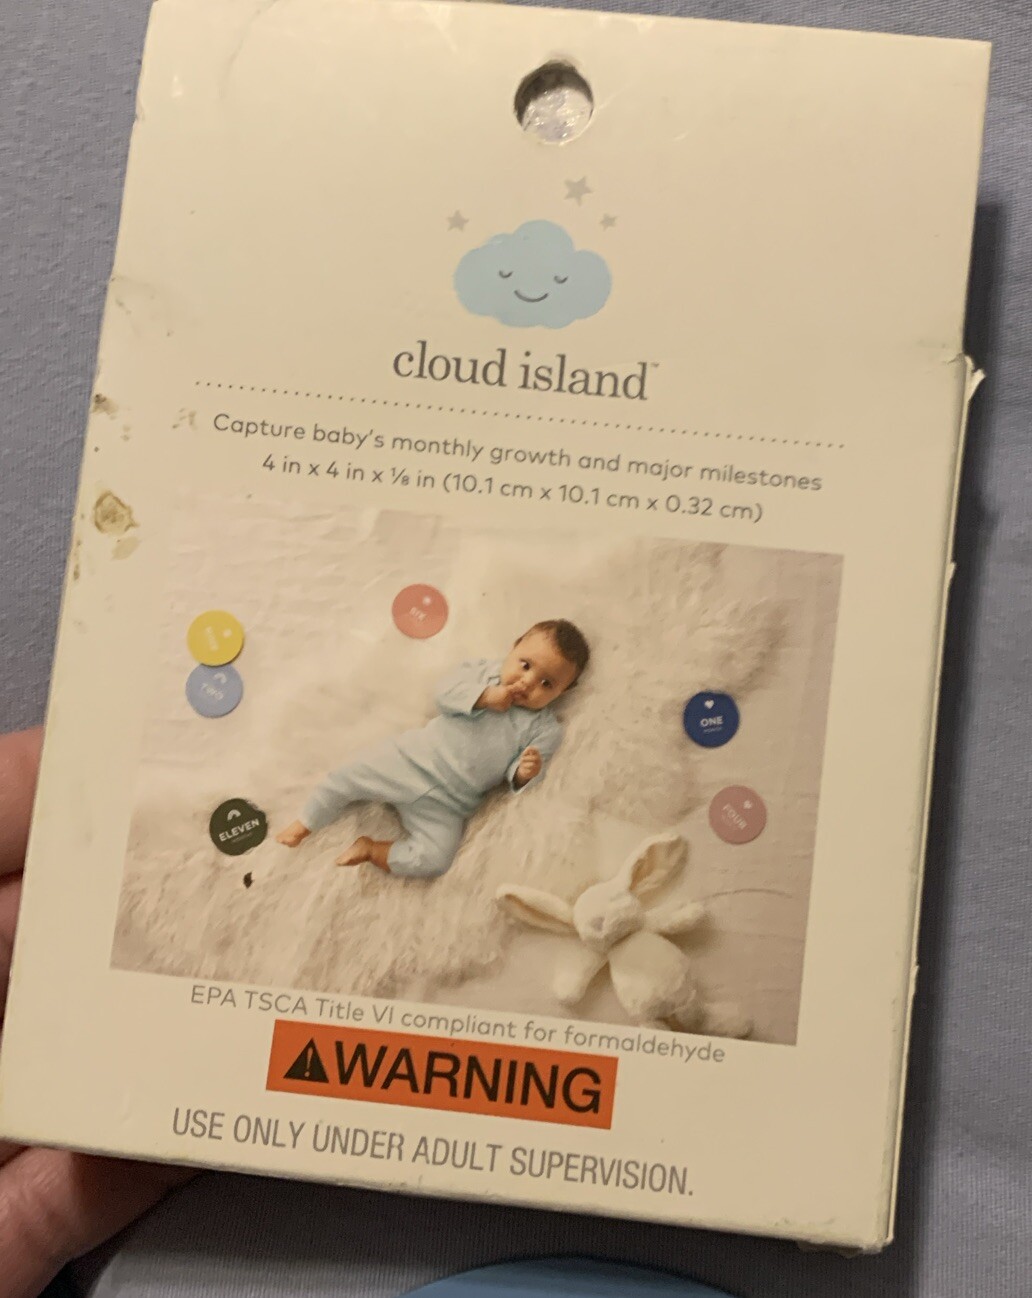 cloud island™
Capture baby's monthly growth and major milestones
4 in x 4 in x ⅛ in (10.1 cm x 10.1 cm x 0.32 cm)
SIX
TWO
ONE
FOUR
ELEVEN
EPA TSCA Title VI compliant for formaldehyde
WARNING
USE ONLY UNDER ADULT SUPERVISION.